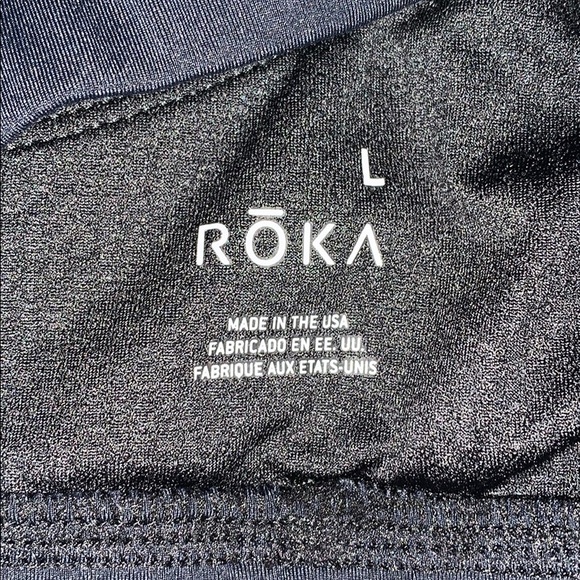 L
RŌKA
MADE IN THE USA
FABRICADO EN EE. UU.
FABRIQUE AUX ETATS-UNIS